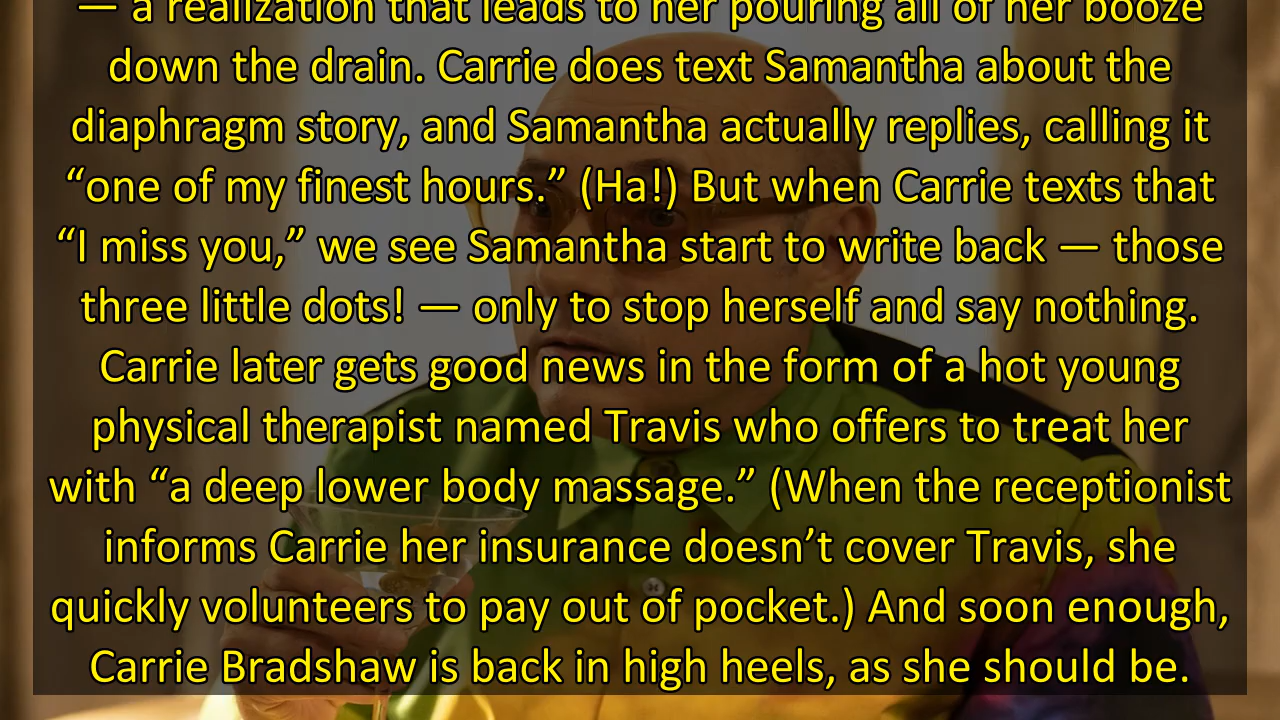 — a realization that leads to her pouring all of her booze
down the drain. Carrie does text Samantha about the
diaphragm story, and Samantha actually replies, calling it
“one of my finest hours.” (Ha!) But when Carrie texts that
“I miss you,” we see Samantha start to write back — those
three little dots! — only to stop herself and say nothing.
Carrie later gets good news in the form of a hot young
physical therapist named Travis who offers to treat her
with “a deep lower body massage.” (When the receptionist
informs Carrie her insurance doesn’t cover Travis, she
quickly volunteers to pay out of pocket.) And soon enough,
Carrie Bradshaw is back in high heels, as she should be.